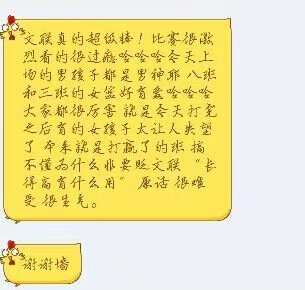 文联真的超级棒！比赛很激
烈看的很过瘾哈哈哈冬天上
场的男孩子都是男神耶 八班
和三班的女篮好有爱哈哈哈
大家都很厉害 就是冬天打完
之后有的女孩子太让人失望
了 本来就是打赢了的班 搞
不懂为什么非要贬文联 “长
得高有什么用” 原话 很难
受 很生气。
谢谢墙